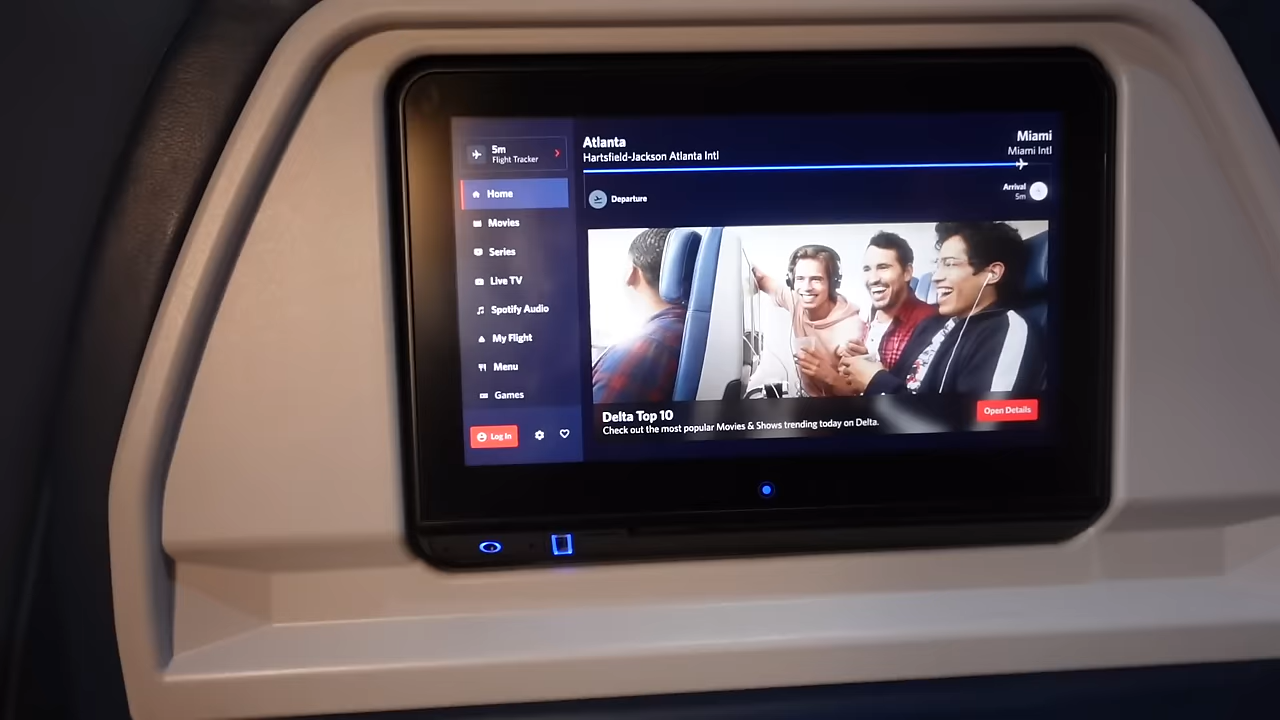 5m
Flight Tracker
Home
Movies
Series
Live TV
Spotify Audio
My Flight
Menu
Games
Log In
Atlanta
Hartsfield-Jackson Atlanta Intl
Miami
Miami Intl
Departure
Arrival
5m
Delta Top 10
Check out the most popular Movies & Shows trending today on Delta.
Open Details